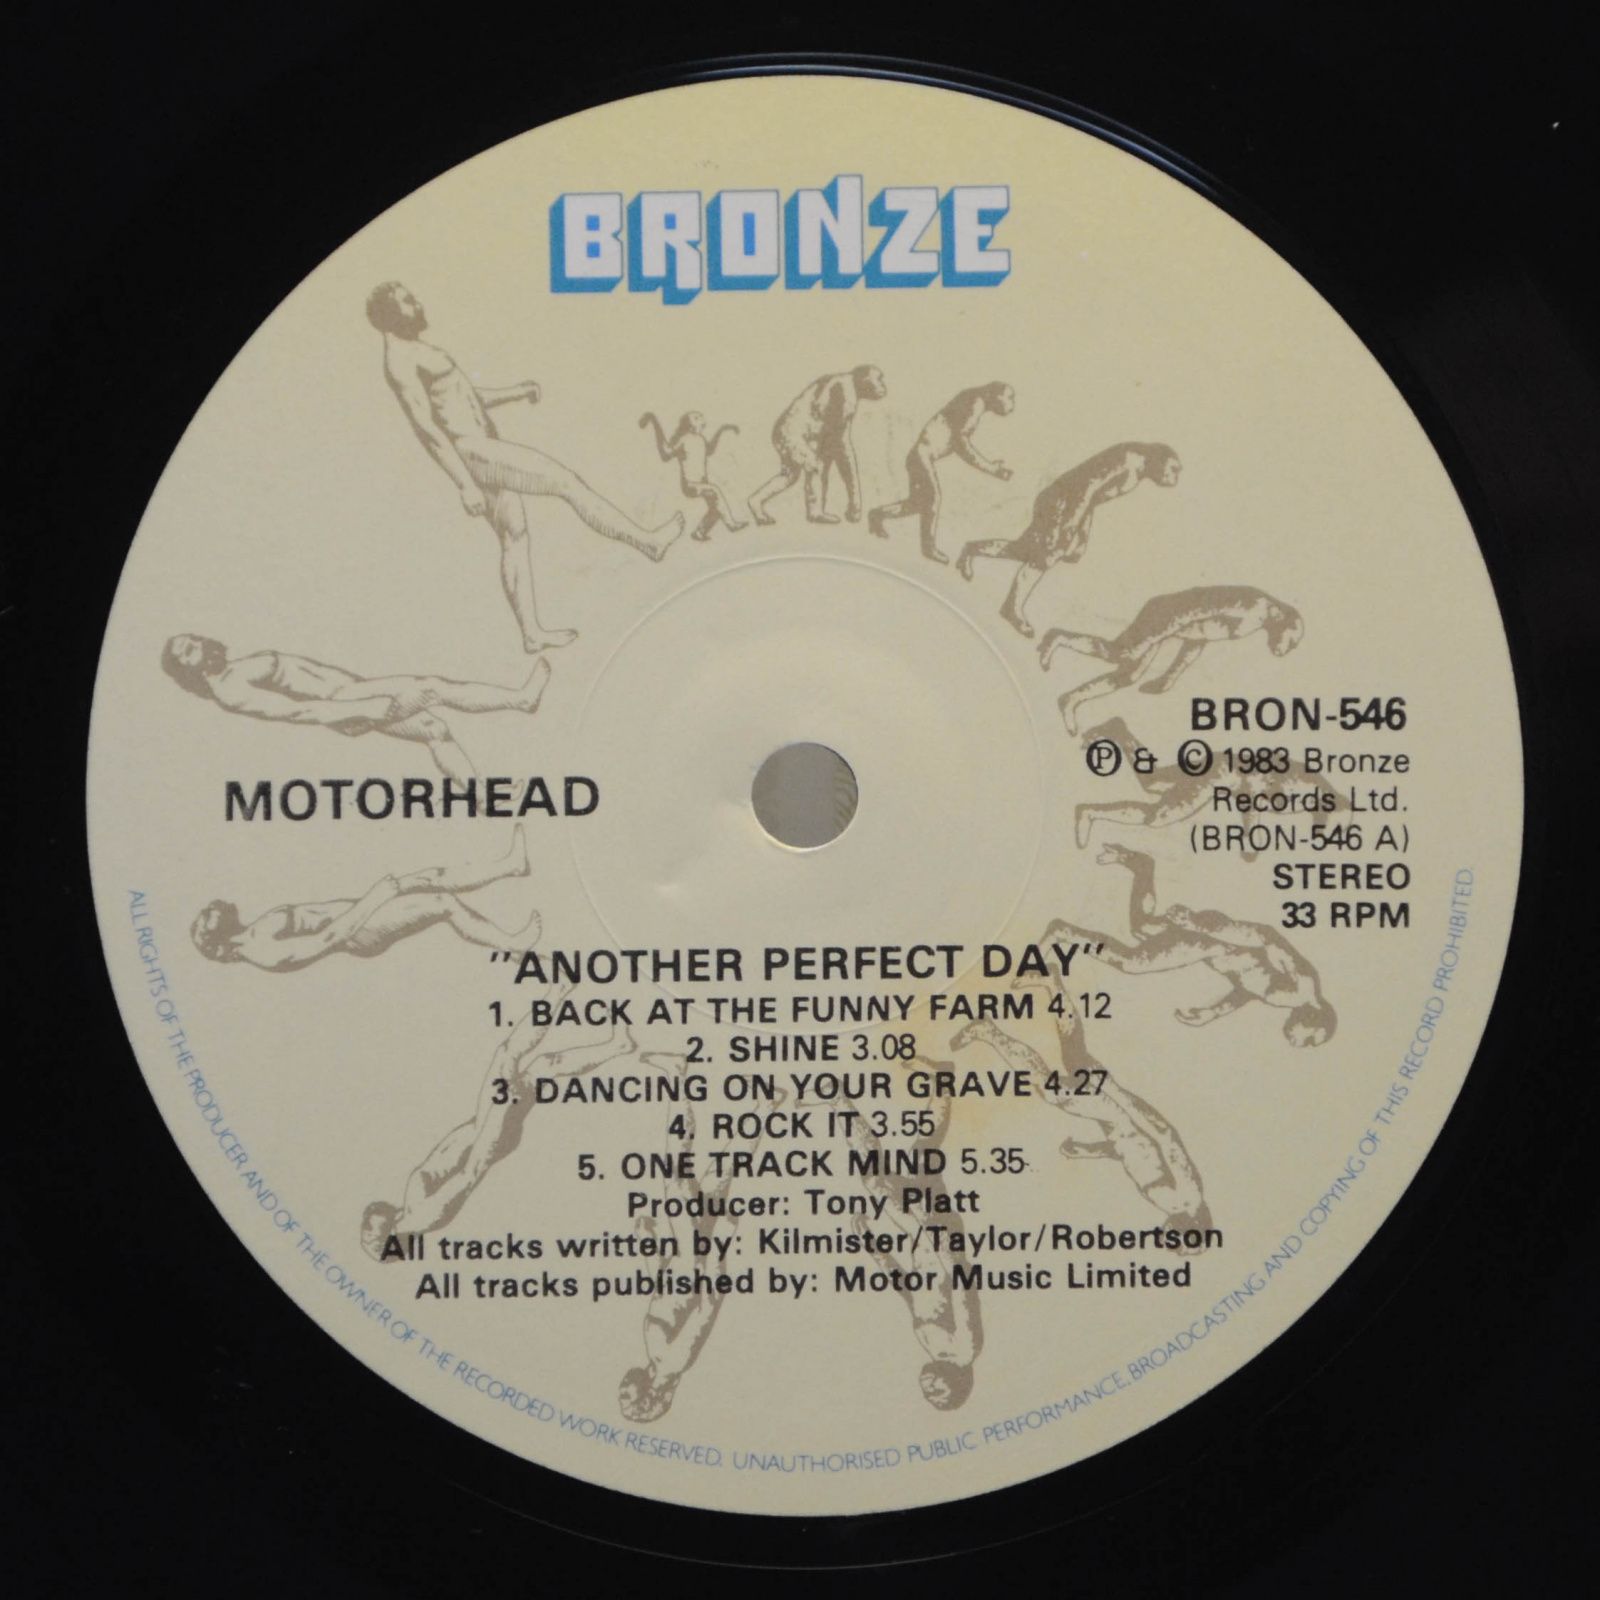 BRONZE
BRON-546
Ⓟ & © 1983 Bronze
Records Ltd.
(BRON-546 A)
STEREO
33 RPM
MOTORHEAD
"ANOTHER PERFECT DAY"
1. BACK AT THE FUNNY FARM 4.12
2. SHINE 3.08
3. DANCING ON YOUR GRAVE 4.27
4. ROCK IT 3.55
5. ONE TRACK MIND 5.35
Producer: Tony Platt
All tracks written by: Kilmister/Taylor/Robertson
All tracks published by: Motor Music Limited
ALL RIGHTS OF THE PRODUCER AND OF THE OWNER OF THE RECORDED WORK RESERVED. UNAUTHORISED PUBLIC PERFORMANCE, BROADCASTING AND COPYING OF THIS RECORD PROHIBITED.